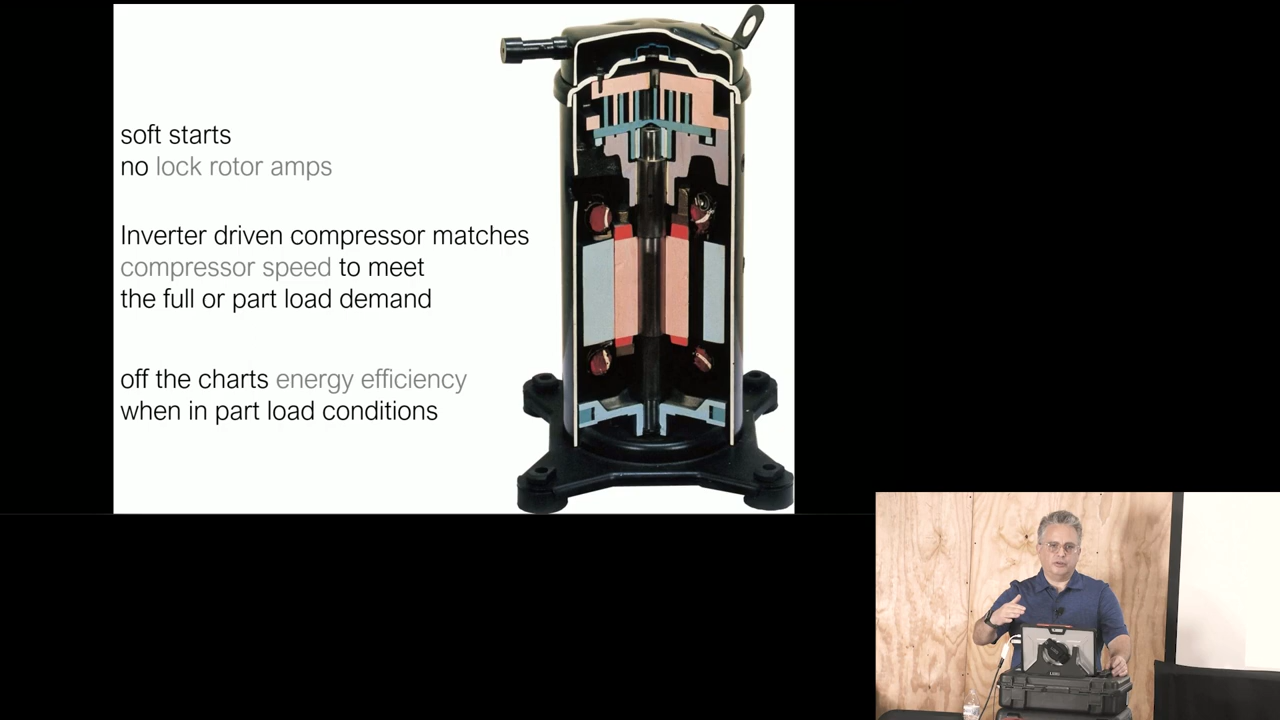 soft starts
no lock rotor amps
Inverter driven compressor matches
compressor speed to meet
the full or part load demand
off the charts energy efficiency
when in part load conditions